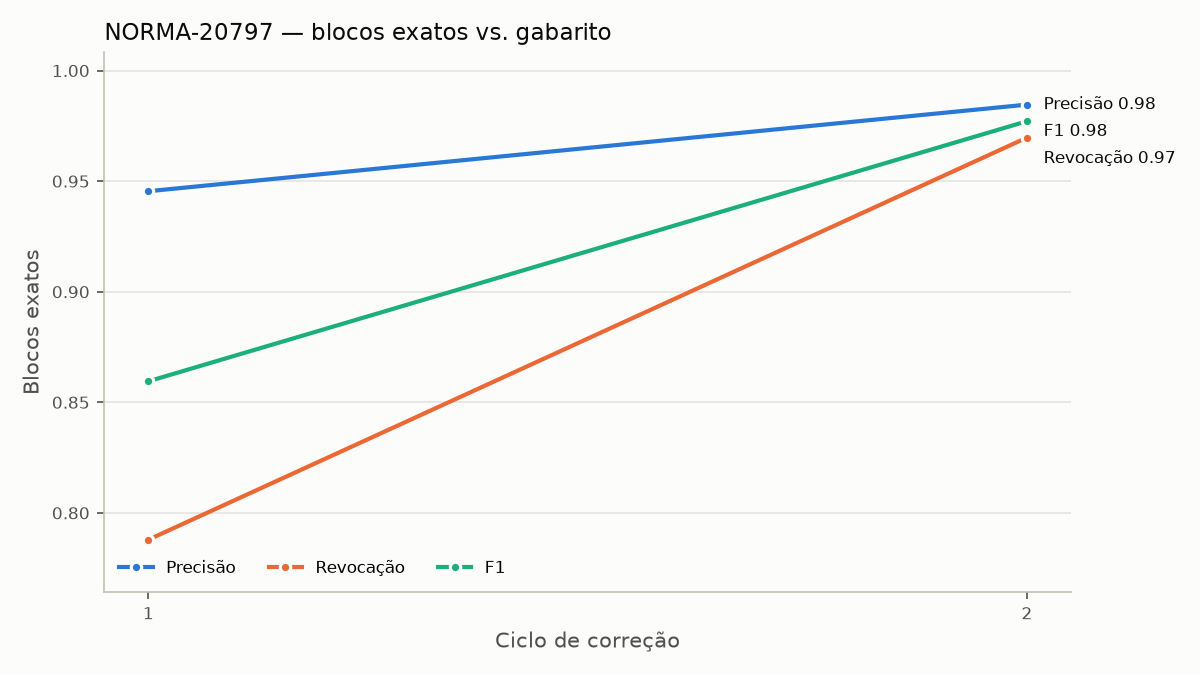 NORMA-20797 — blocos exatos vs. gabarito
1.00
0.95
0.90
0.85
0.80
Blocos exatos
Precisão 0.98
F1 0.98
Revocação 0.97
Precisão
Revocação
F1
1
2
Ciclo de correção